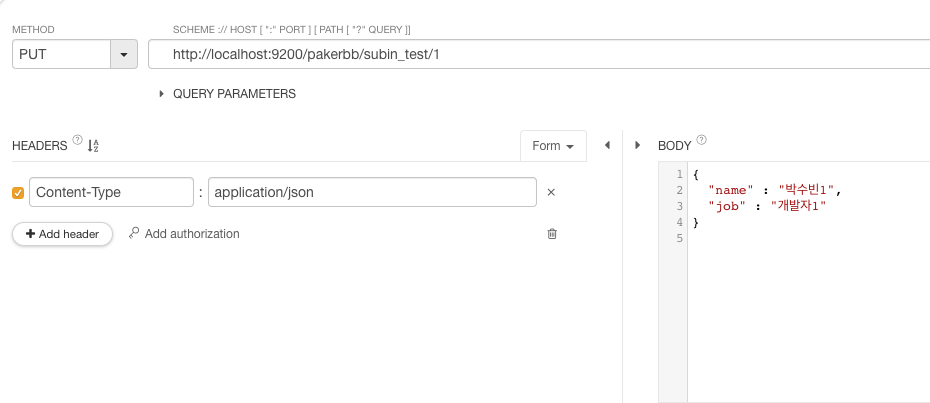 METHOD
SCHEME :// HOST [ ":" PORT ] [ PATH [ "?" QUERY ]]
PUT
http://localhost:9200/pakerbb/subin_test/1
QUERY PARAMETERS
HEADERS ? A Z
Form
BODY ?
Content-Type : application/json ×
+ Add header
Add authorization
1 {
2 "name" : "박수빈1",
3 "job" : "개발자1"
4 }
5